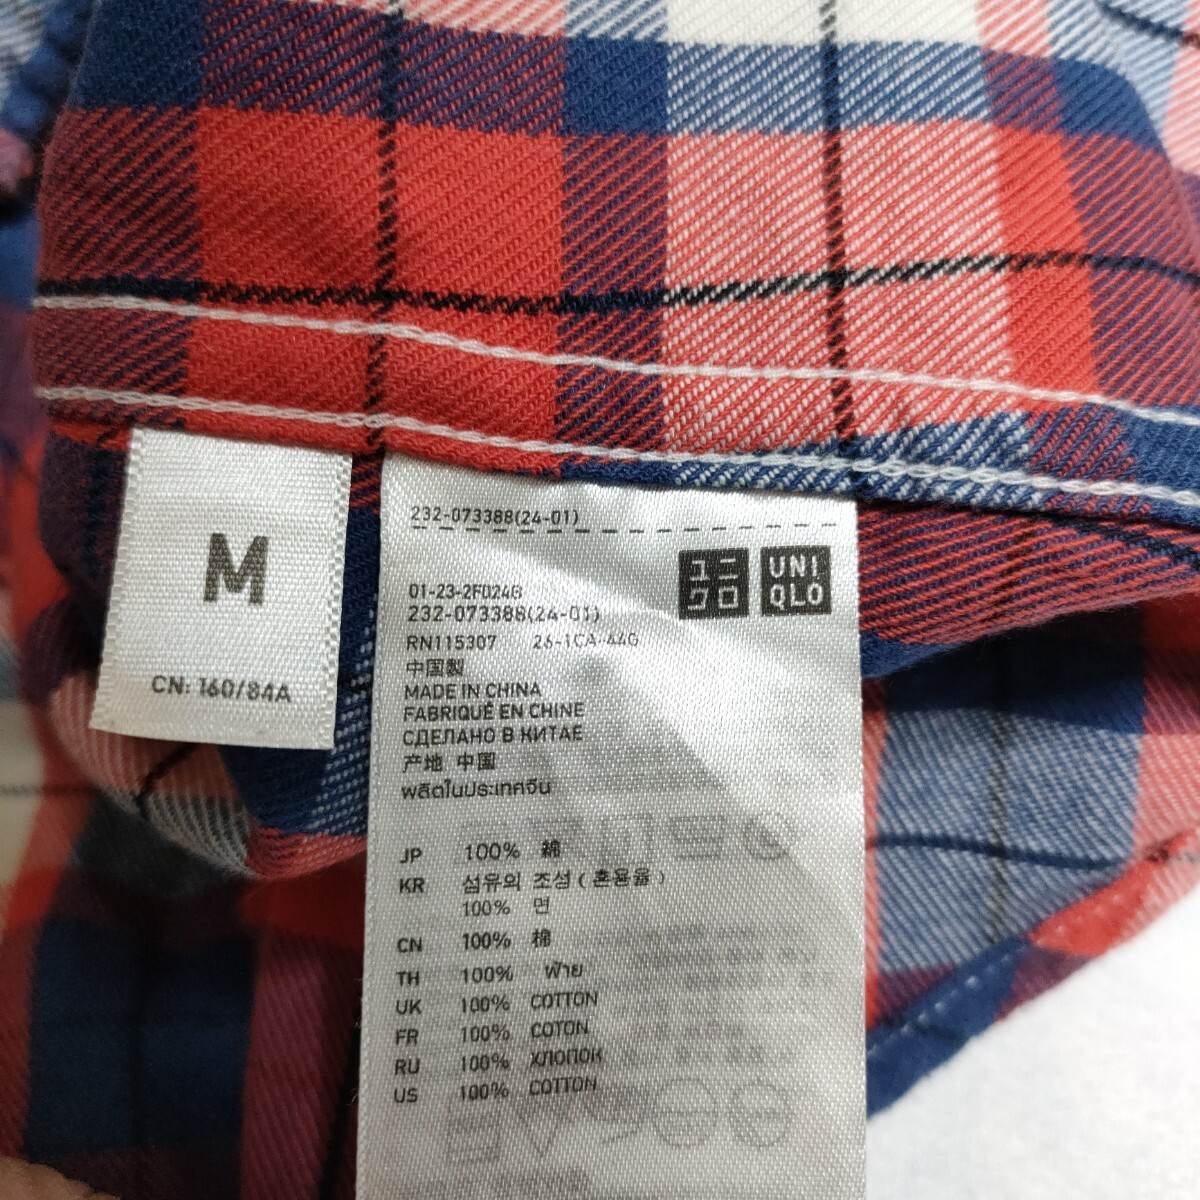 M
CN: 160/84A
232-073388(24-01)
ユニ
クロ
UNI
QLO
01-23-2F024G
232-073388(24-01)
RN115307 26-1CA-44G
中国製
MADE IN CHINA
FABRIQUÉ EN CHINE
СДЕЛАНО В КИТАЕ
产地 中国
ผลิตในประเทศจีน
JP 100% 綿
KR 섬유의 조성 ( 혼용율 )
100% 면
CN 100% 棉
TH 100% ฝ้าย
UK 100% COTTON
FR 100% COTON
RU 100% ХЛОПОК
US 100% COTTON